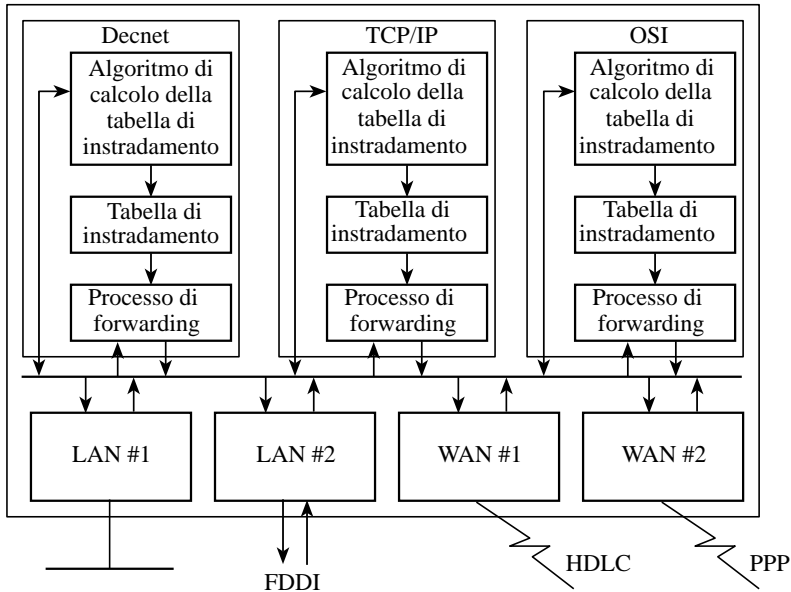 Decnet
Algoritmo di
calcolo della
tabella di
instradamento
Tabella di
instradamento
Processo di
forwarding
TCP/IP
Algoritmo di
calcolo della
tabella di
instradamento
Tabella di
instradamento
Processo di
forwarding
OSI
Algoritmo di
calcolo della
tabella di
instradamento
Tabella di
instradamento
Processo di
forwarding
LAN #1
LAN #2
WAN #1
WAN #2
FDDI
HDLC
PPP